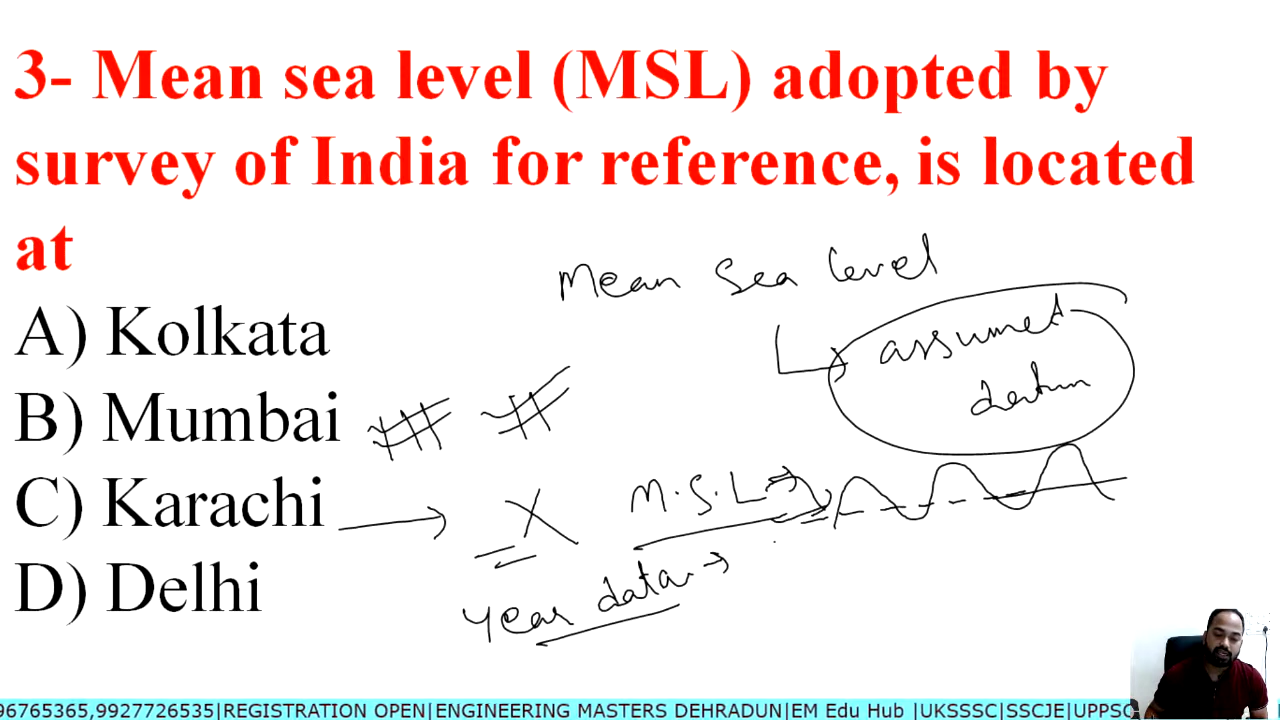 3- Mean sea level (MSL) adopted by
survey of India for reference, is located
at
Mean Sea level
A) Kolkata
assumed
datum
B) Mumbai
C) Karachi
M.S.L
D) Delhi
year data
96765365,9927726535|REGISTRATION OPEN|ENGINEERING MASTERS DEHRADUN|EM Edu Hub |UKSSSC|SSCJE|UPPSC